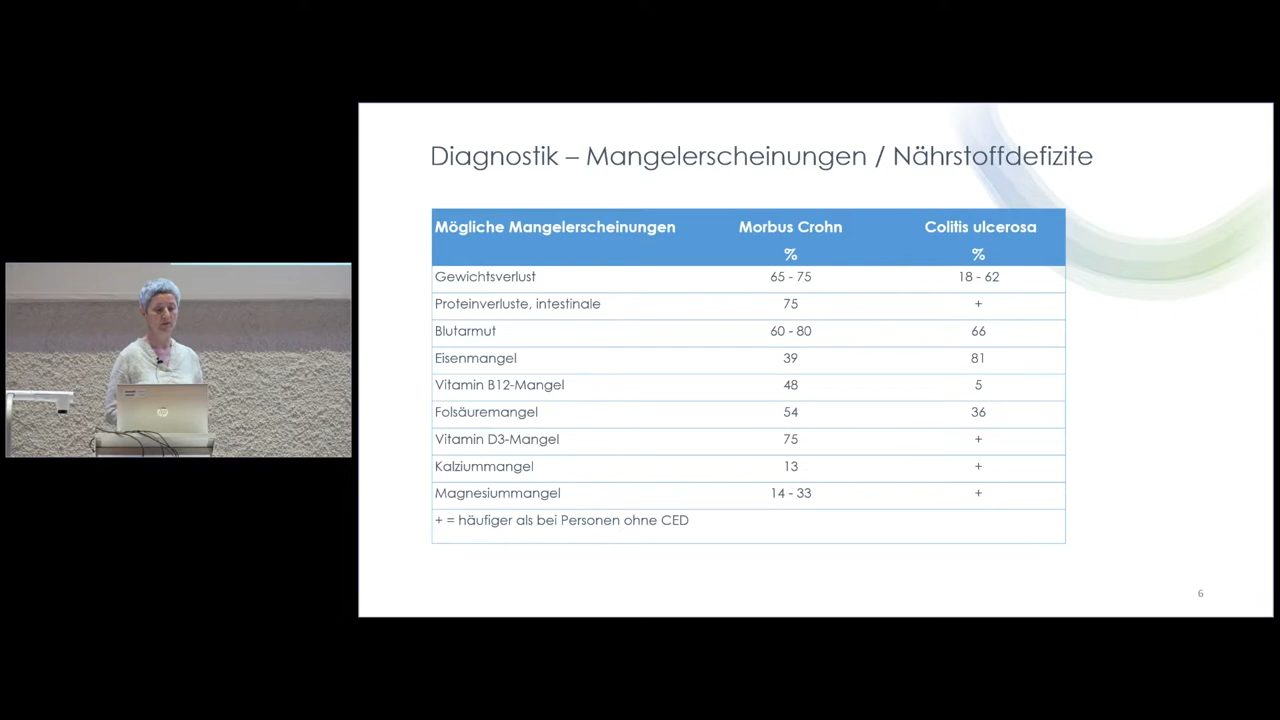 Diagnostik – Mangelerscheinungen / Nährstoffdefizite
Mögliche Mangelerscheinungen Morbus Crohn % Colitis ulcerosa %
Gewichtsverlust 65 - 75 18 - 62
Proteinverluste, intestinale 75 +
Blutarmut 60 - 80 66
Eisenmangel 39 81
Vitamin B12-Mangel 48 5
Folsäuremangel 54 36
Vitamin D3-Mangel 75 +
Kalziummangel 13 +
Magnesiummangel 14 - 33 +
+ = häufiger als bei Personen ohne CED
6
hp